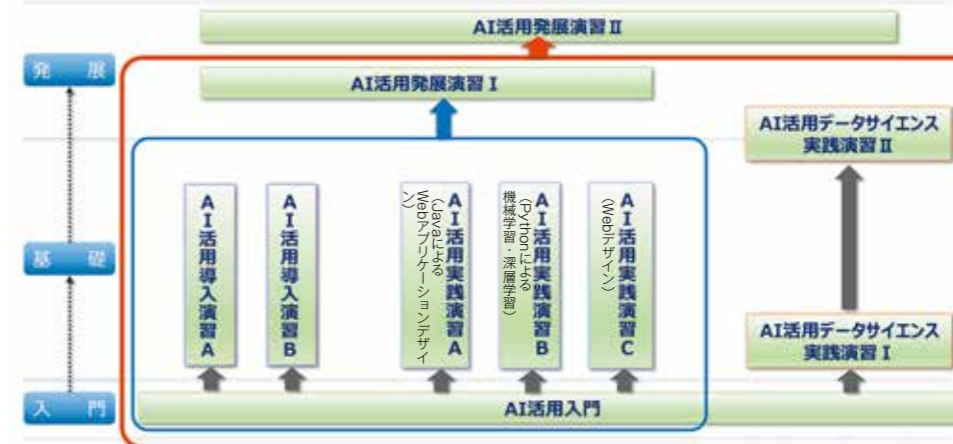 AI活用発展演習Ⅱ
発 展
AI活用発展演習Ⅰ
AI活用データサイエンス
実践演習Ⅱ
基 礎
AI活用導入演習A
AI活用導入演習B
AI活用実践演習A
(Javaによる
Webアプリケーションデザイン)
AI活用実践演習B
(Pythonによる
機械学習・深層学習)
AI活用実践演習C
(Webデザイン)
AI活用データサイエンス
実践演習Ⅰ
入 門
AI活用入門